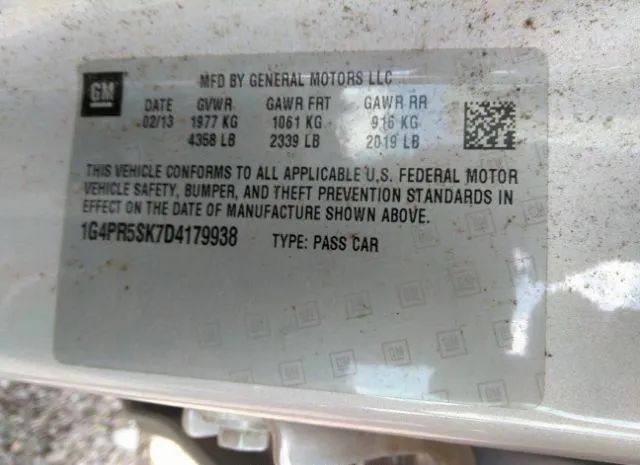 GM
MFD BY GENERAL MOTORS LLC
DATE GVWR GAWR FRT GAWR RR
02/13 1977 KG 1061 KG 916 KG
4358 LB 2339 LB 2019 LB
THIS VEHICLE CONFORMS TO ALL APPLICABLE U.S. FEDERAL MOTOR
VEHICLE SAFETY, BUMPER, AND THEFT PREVENTION STANDARDS IN
EFFECT ON THE DATE OF MANUFACTURE SHOWN ABOVE.
1G4PR5SK7D4179938 TYPE: PASS CAR